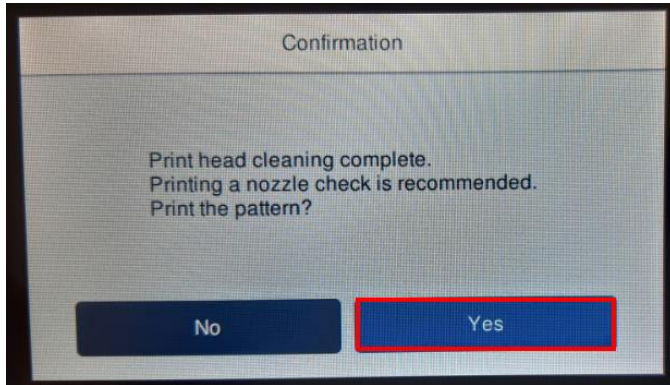 Confirmation
Print head cleaning complete.
Printing a nozzle check is recommended.
Print the pattern?
No
Yes